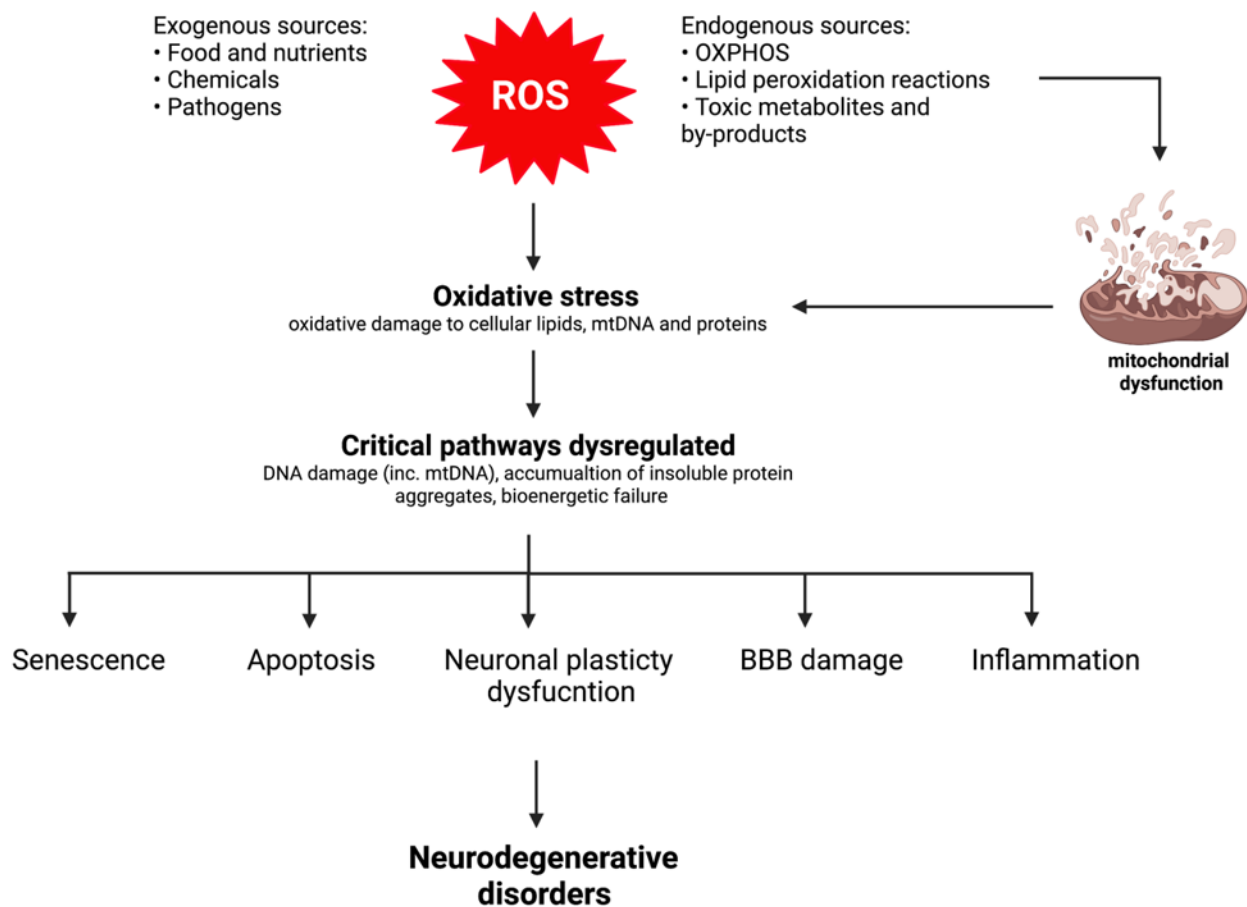 Exogenous sources:
• Food and nutrients
• Chemicals
• Pathogens
ROS
Endogenous sources:
• OXPHOS
• Lipid peroxidation reactions
• Toxic metabolites and
by-products
mitochondrial
dysfunction
Oxidative stress
oxidative damage to cellular lipids, mtDNA and proteins
Critical pathways dysregulated
DNA damage (inc. mtDNA), accumualtion of insoluble protein
aggregates, bioenergetic failure
Senescence
Apoptosis
Neuronal plasticty
dysfucntion
BBB damage
Inflammation
Neurodegenerative
disorders